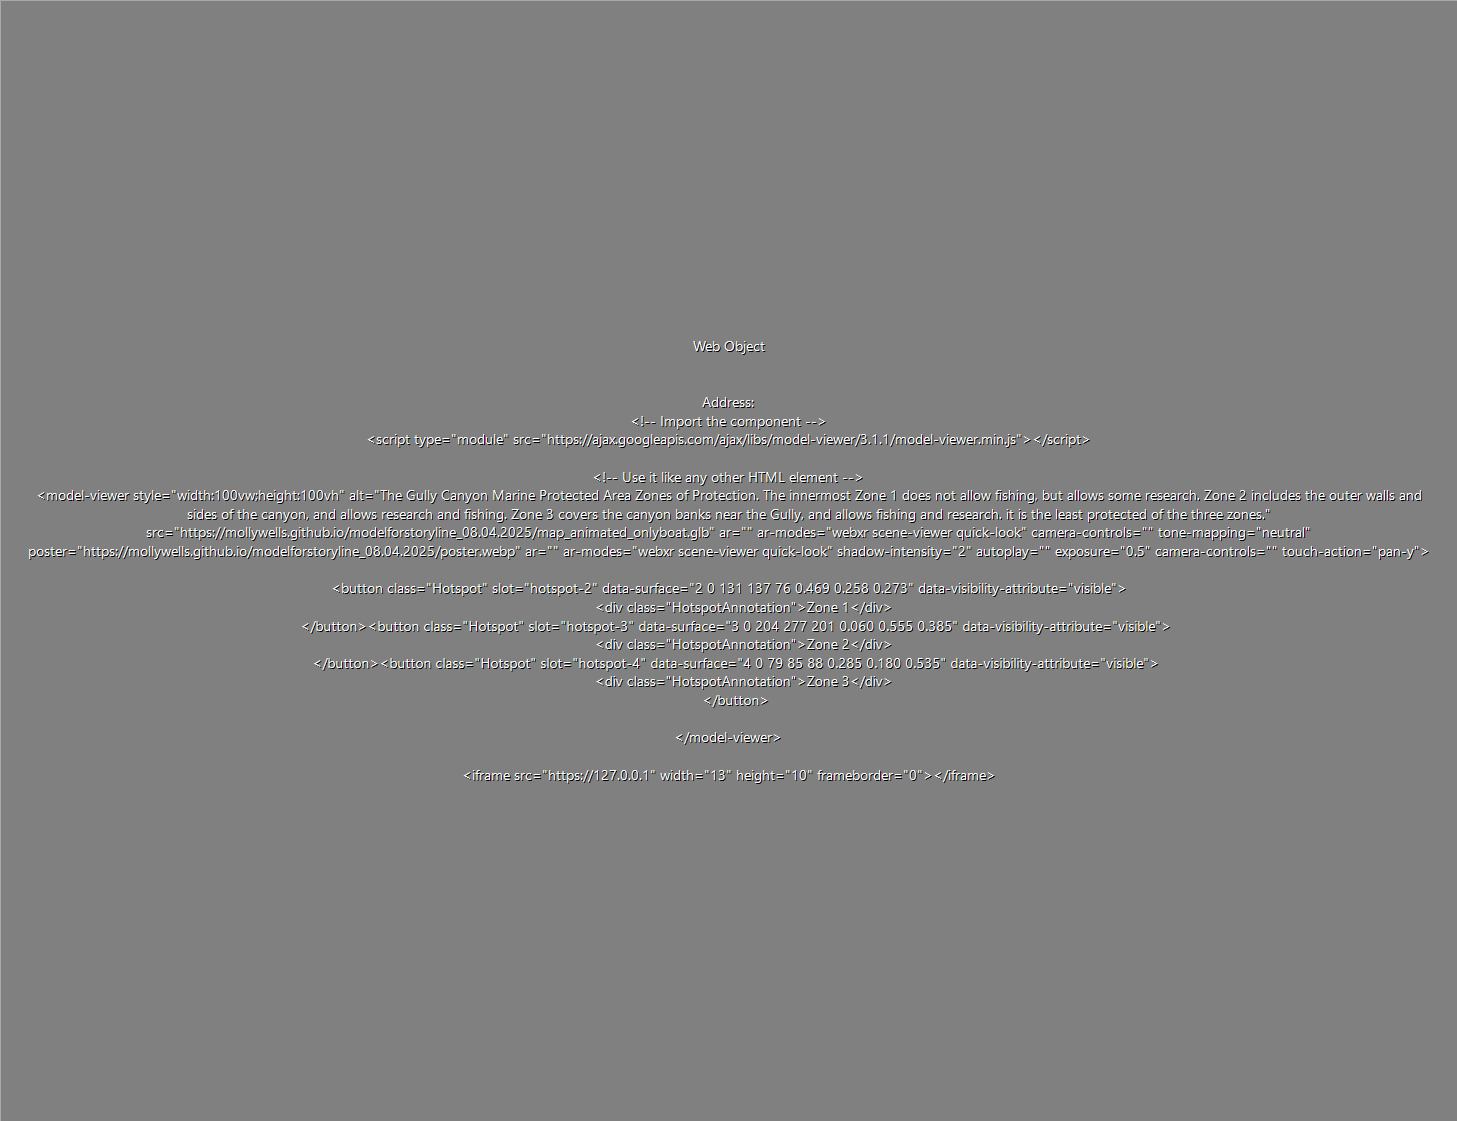 Web Object
Address:
<!-- Import the component -->
<script type="module" src="https://ajax.googleapis.com/ajax/libs/model-viewer/3.1.1/model-viewer.min.js"></script>
<!-- Use it like any other HTML element -->
<model-viewer style="width:100vw;height:100vh" alt="The Gully Canyon Marine Protected Area Zones of Protection. The innermost Zone 1 does not allow fishing, but allows some research. Zone 2 includes the outer walls and
sides of the canyon, and allows research and fishing. Zone 3 covers the canyon banks near the Gully, and allows fishing and research. it is the least protected of the three zones."
src="https://mollywells.github.io/modelforstoryline_08.04.2025/map_animated_onlyboat.glb" ar="" ar-modes="webxr scene-viewer quick-look" camera-controls="" tone-mapping="neutral"
poster="https://mollywells.github.io/modelforstoryline_08.04.2025/poster.webp" ar="" ar-modes="webxr scene-viewer quick-look" shadow-intensity="2" autoplay="" exposure="0.5" camera-controls="" touch-action="pan-y">
<button class="Hotspot" slot="hotspot-2" data-surface="2 0 131 137 76 0.469 0.258 0.273" data-visibility-attribute="visible">
<div class="HotspotAnnotation">Zone 1</div>
</button><button class="Hotspot" slot="hotspot-3" data-surface="3 0 204 277 201 0.060 0.555 0.385" data-visibility-attribute="visible">
<div class="HotspotAnnotation">Zone 2</div>
</button><button class="Hotspot" slot="hotspot-4" data-surface="4 0 79 85 88 0.285 0.180 0.535" data-visibility-attribute="visible">
<div class="HotspotAnnotation">Zone 3</div>
</button>
</model-viewer>
<iframe src="https://127.0.0.1" width="13" height="10" frameborder="0"></iframe>